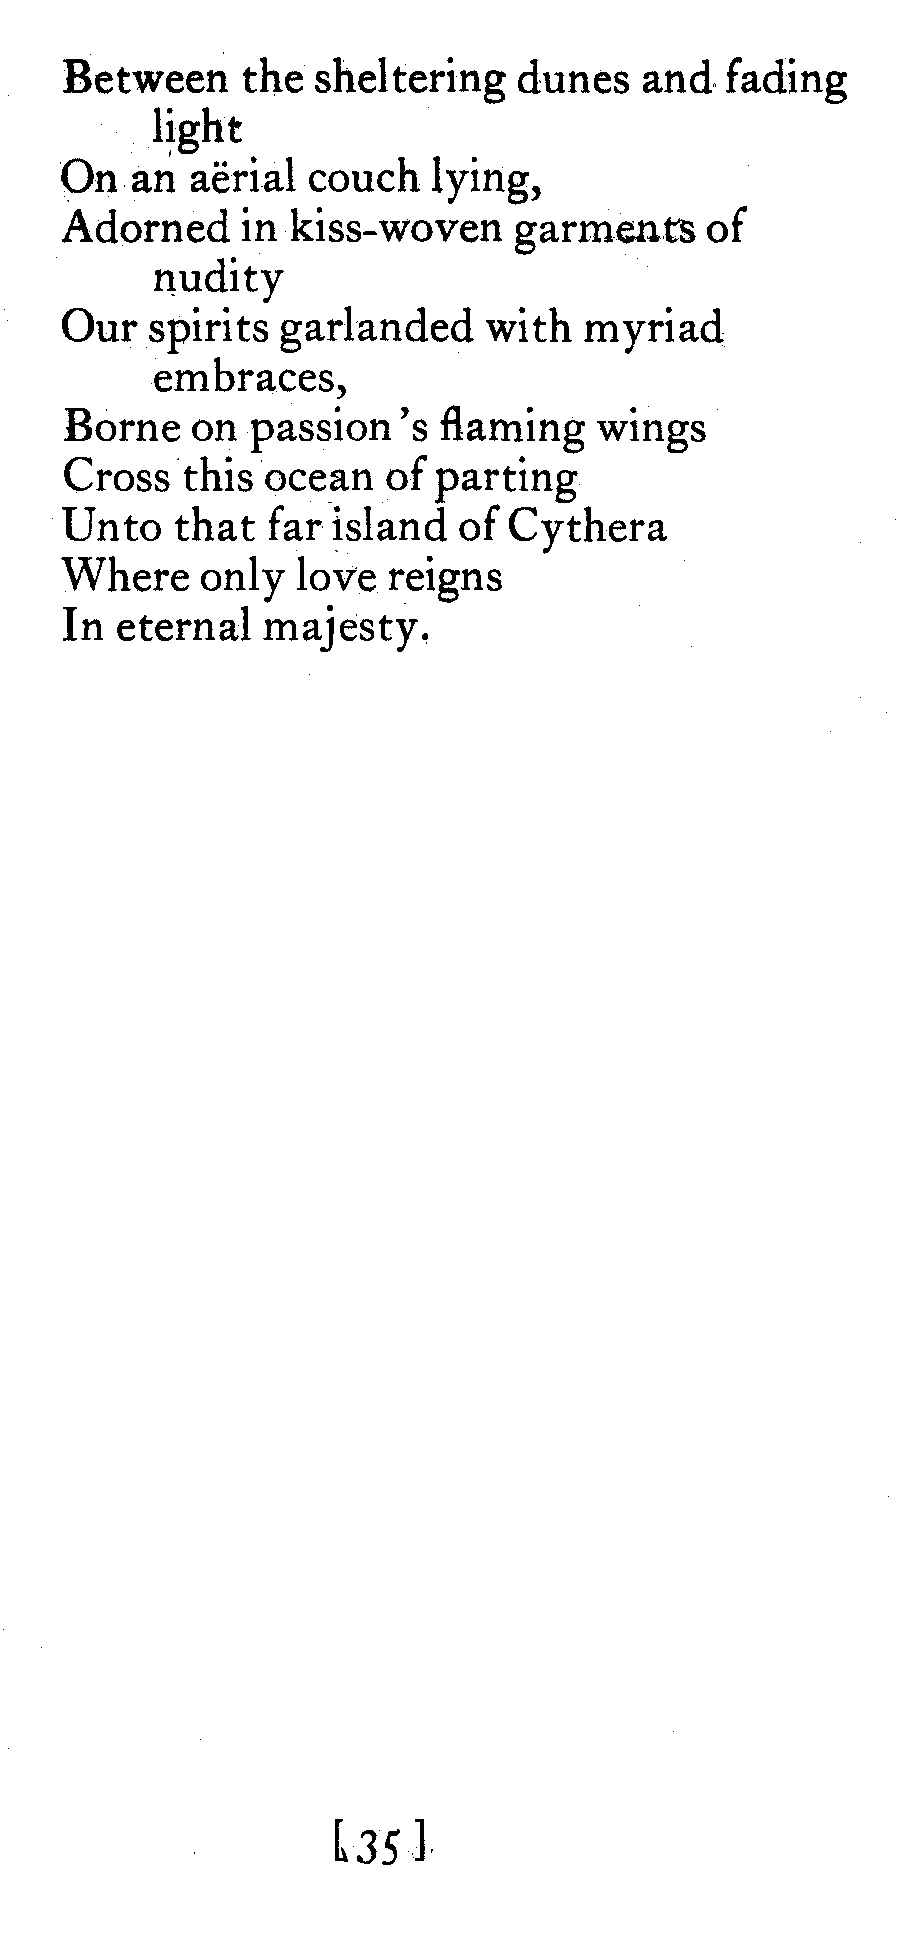 Between the sheltering dunes and fading
light
On an aërial couch lying,
Adorned in kiss-woven garments of
nudity
Our spirits garlanded with myriad
embraces,
Borne on passion's flaming wings
Cross this ocean of parting
Unto that far island of Cythera
Where only love reigns
In eternal majesty.
[35]